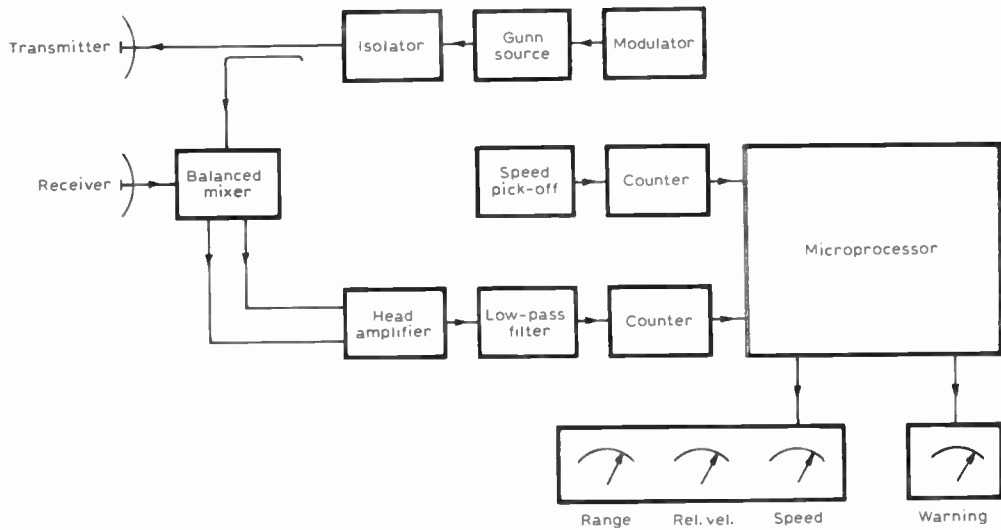 Transmitter
Isolator
Gunn
source
Modulator
Receiver
Balanced
mixer
Speed
pick-off
Counter
Microprocessor
Head
amplifier
Low-pass
filter
Counter
Range
Rel. vel.
Speed
Warning